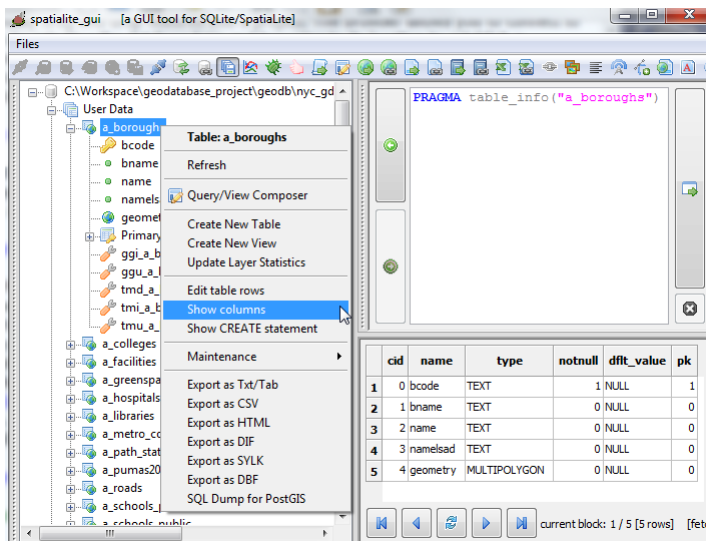 spatialite_gui [a GUI tool for SQLite/SpatiaLite]
Files
C:\Workspace\geodatabase_project\geodb\nyc_gd
User Data
a_borough
bcode
bname
name
namels
geomet
Primary
ggi_a_b
ggu_a_
tmd_a_
tmi_a_b
tmu_a_
a_colleges
a_facilities
a_greenspa
a_hospitals
a_libraries
a_metro_cc
a_path_stat
a_pumas20
a_roads
a_schools_
a_schools_public
Table: a_boroughs
Refresh
Query/View Composer
Create New Table
Create New View
Update Layer Statistics
Edit table rows
Show columns
Show CREATE statement
Maintenance
Export as Txt/Tab
Export as CSV
Export as HTML
Export as DIF
Export as SYLK
Export as DBF
SQL Dump for PostGIS
PRAGMA table_info("a_boroughs")
cid name type notnull dflt_value pk
1 0 bcode TEXT 1 NULL 1
2 1 bname TEXT 0 NULL 0
3 2 name TEXT 0 NULL 0
4 3 namelsad TEXT 0 NULL 0
5 4 geometry MULTIPOLYGON 0 NULL 0
current block: 1 / 5 [5 rows] [fet